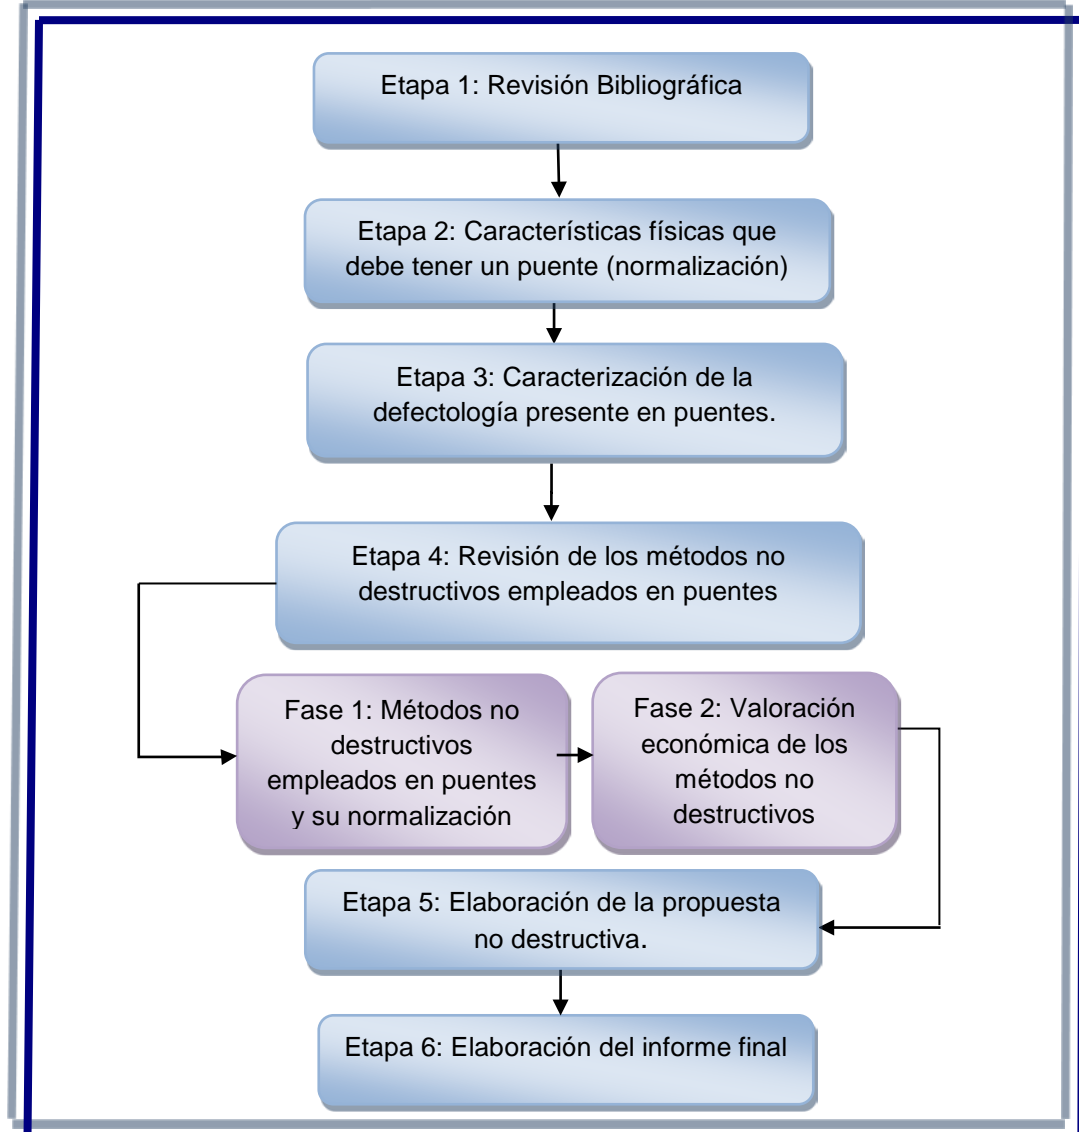 Etapa 1: Revisión Bibliográfica
Etapa 2: Características físicas que
debe tener un puente (normalización)
Etapa 3: Caracterización de la
defectología presente en puentes.
Etapa 4: Revisión de los métodos no
destructivos empleados en puentes
Fase 1: Métodos no
destructivos
empleados en puentes
y su normalización
Fase 2: Valoración
económica de los
métodos no
destructivos
Etapa 5: Elaboración de la propuesta
no destructiva.
Etapa 6: Elaboración del informe final